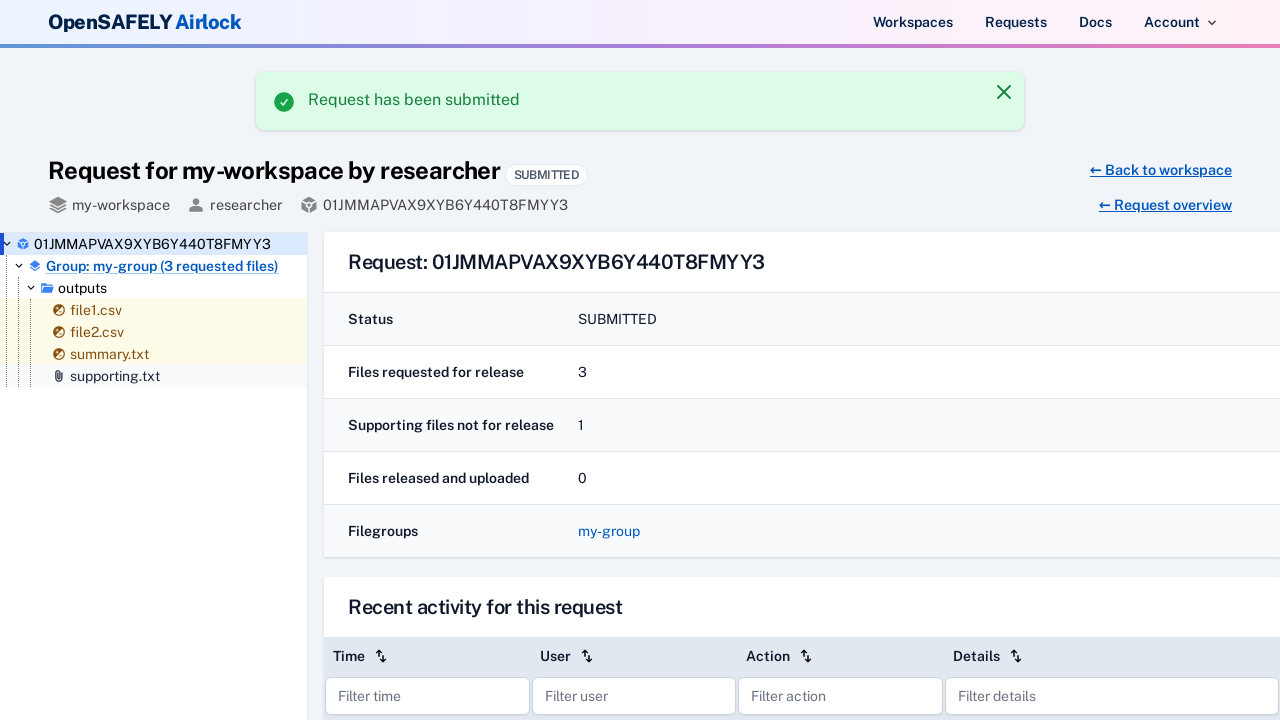 OpenSAFELY Airlock
Workspaces
Requests
Docs
Account
Request has been submitted
Request for my-workspace by researcher SUBMITTED
← Back to workspace
my-workspace researcher 01JMMAPVAX9XYB6Y440T8FMYY3
← Request overview
01JMMAPVAX9XYB6Y440T8FMYY3
Group: my-group (3 requested files)
outputs
file1.csv
file2.csv
summary.txt
supporting.txt
Request: 01JMMAPVAX9XYB6Y440T8FMYY3
Status SUBMITTED
Files requested for release 3
Supporting files not for release 1
Files released and uploaded 0
Filegroups my-group
Recent activity for this request
Time User Action Details
Filter time Filter user Filter action Filter details